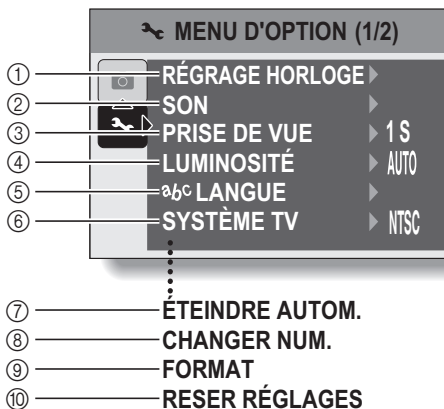 MENU D'OPTION (1/2)
① RÉGRAGE HORLOGE
② SON
③ PRISE DE VUE 1 S
④ LUMINOSITÉ AUTO
⑤ abc LANGUE
⑥ SYSTÈME TV NTSC
⑦ ÉTEINDRE AUTOM.
⑧ CHANGER NUM.
⑨ FORMAT
⑩ RESER RÉGLAGES